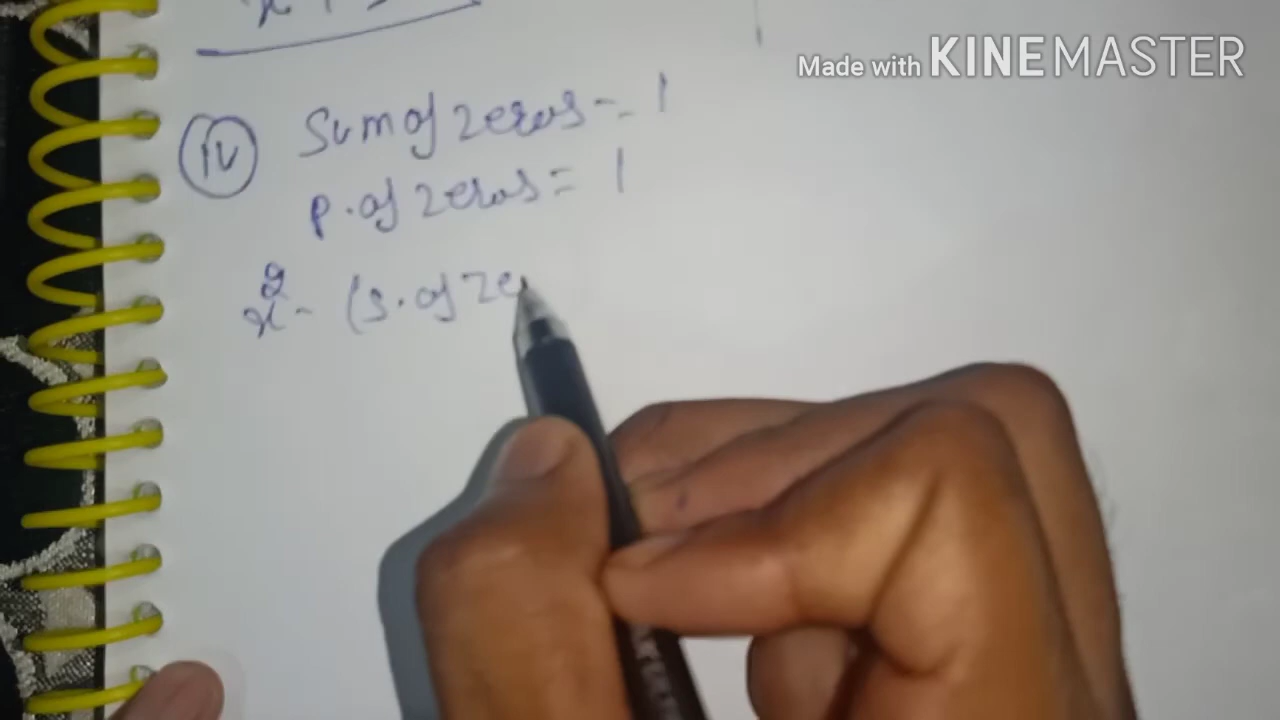 Made with KINEMASTER
(iv) Sum of zeros = 1
p. of zeros = 1
x² - (s. of ze